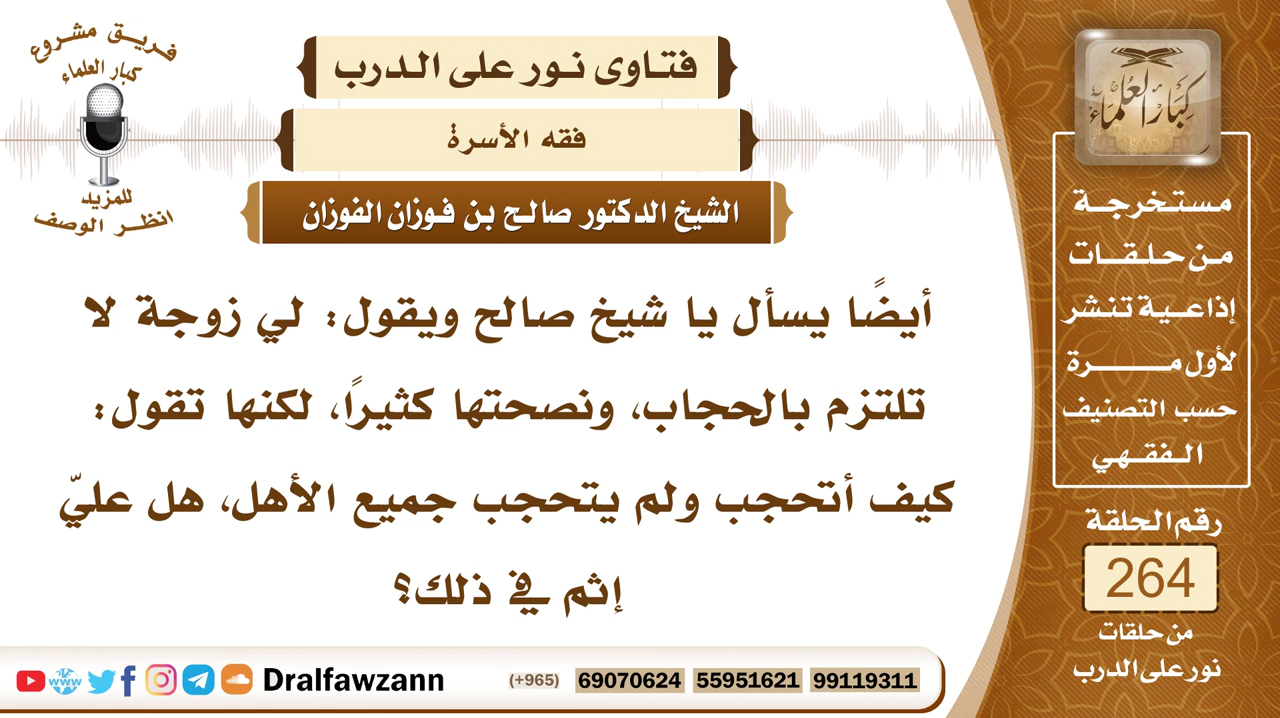 فريق مشروع
كبار العلماء
للمزيد
انظر الوصف
فتاوى نور على الدرب
فقه الأسرة
الشيخ الدكتور صالح بن فوزان الفوزان
أيضًا يسأل يا شيخ صالح ويقول: لي زوجة لا
تلتزم بالحجاب، ونصحتها كثيرًا، لكنها تقول:
كيف أتحجب ولم يتحجب جميع الأهل، هل عليّ
إثم في ذلك؟
كبار العلماء
مستخرجة
من حلقات
إذاعية تنشر
لأول مرة
حسب التصنيف
الفقهي
رقم الحلقة
264
من حلقات
نور على الدرب
www Dralfawzann (+965) 69070624 55951621 99119311